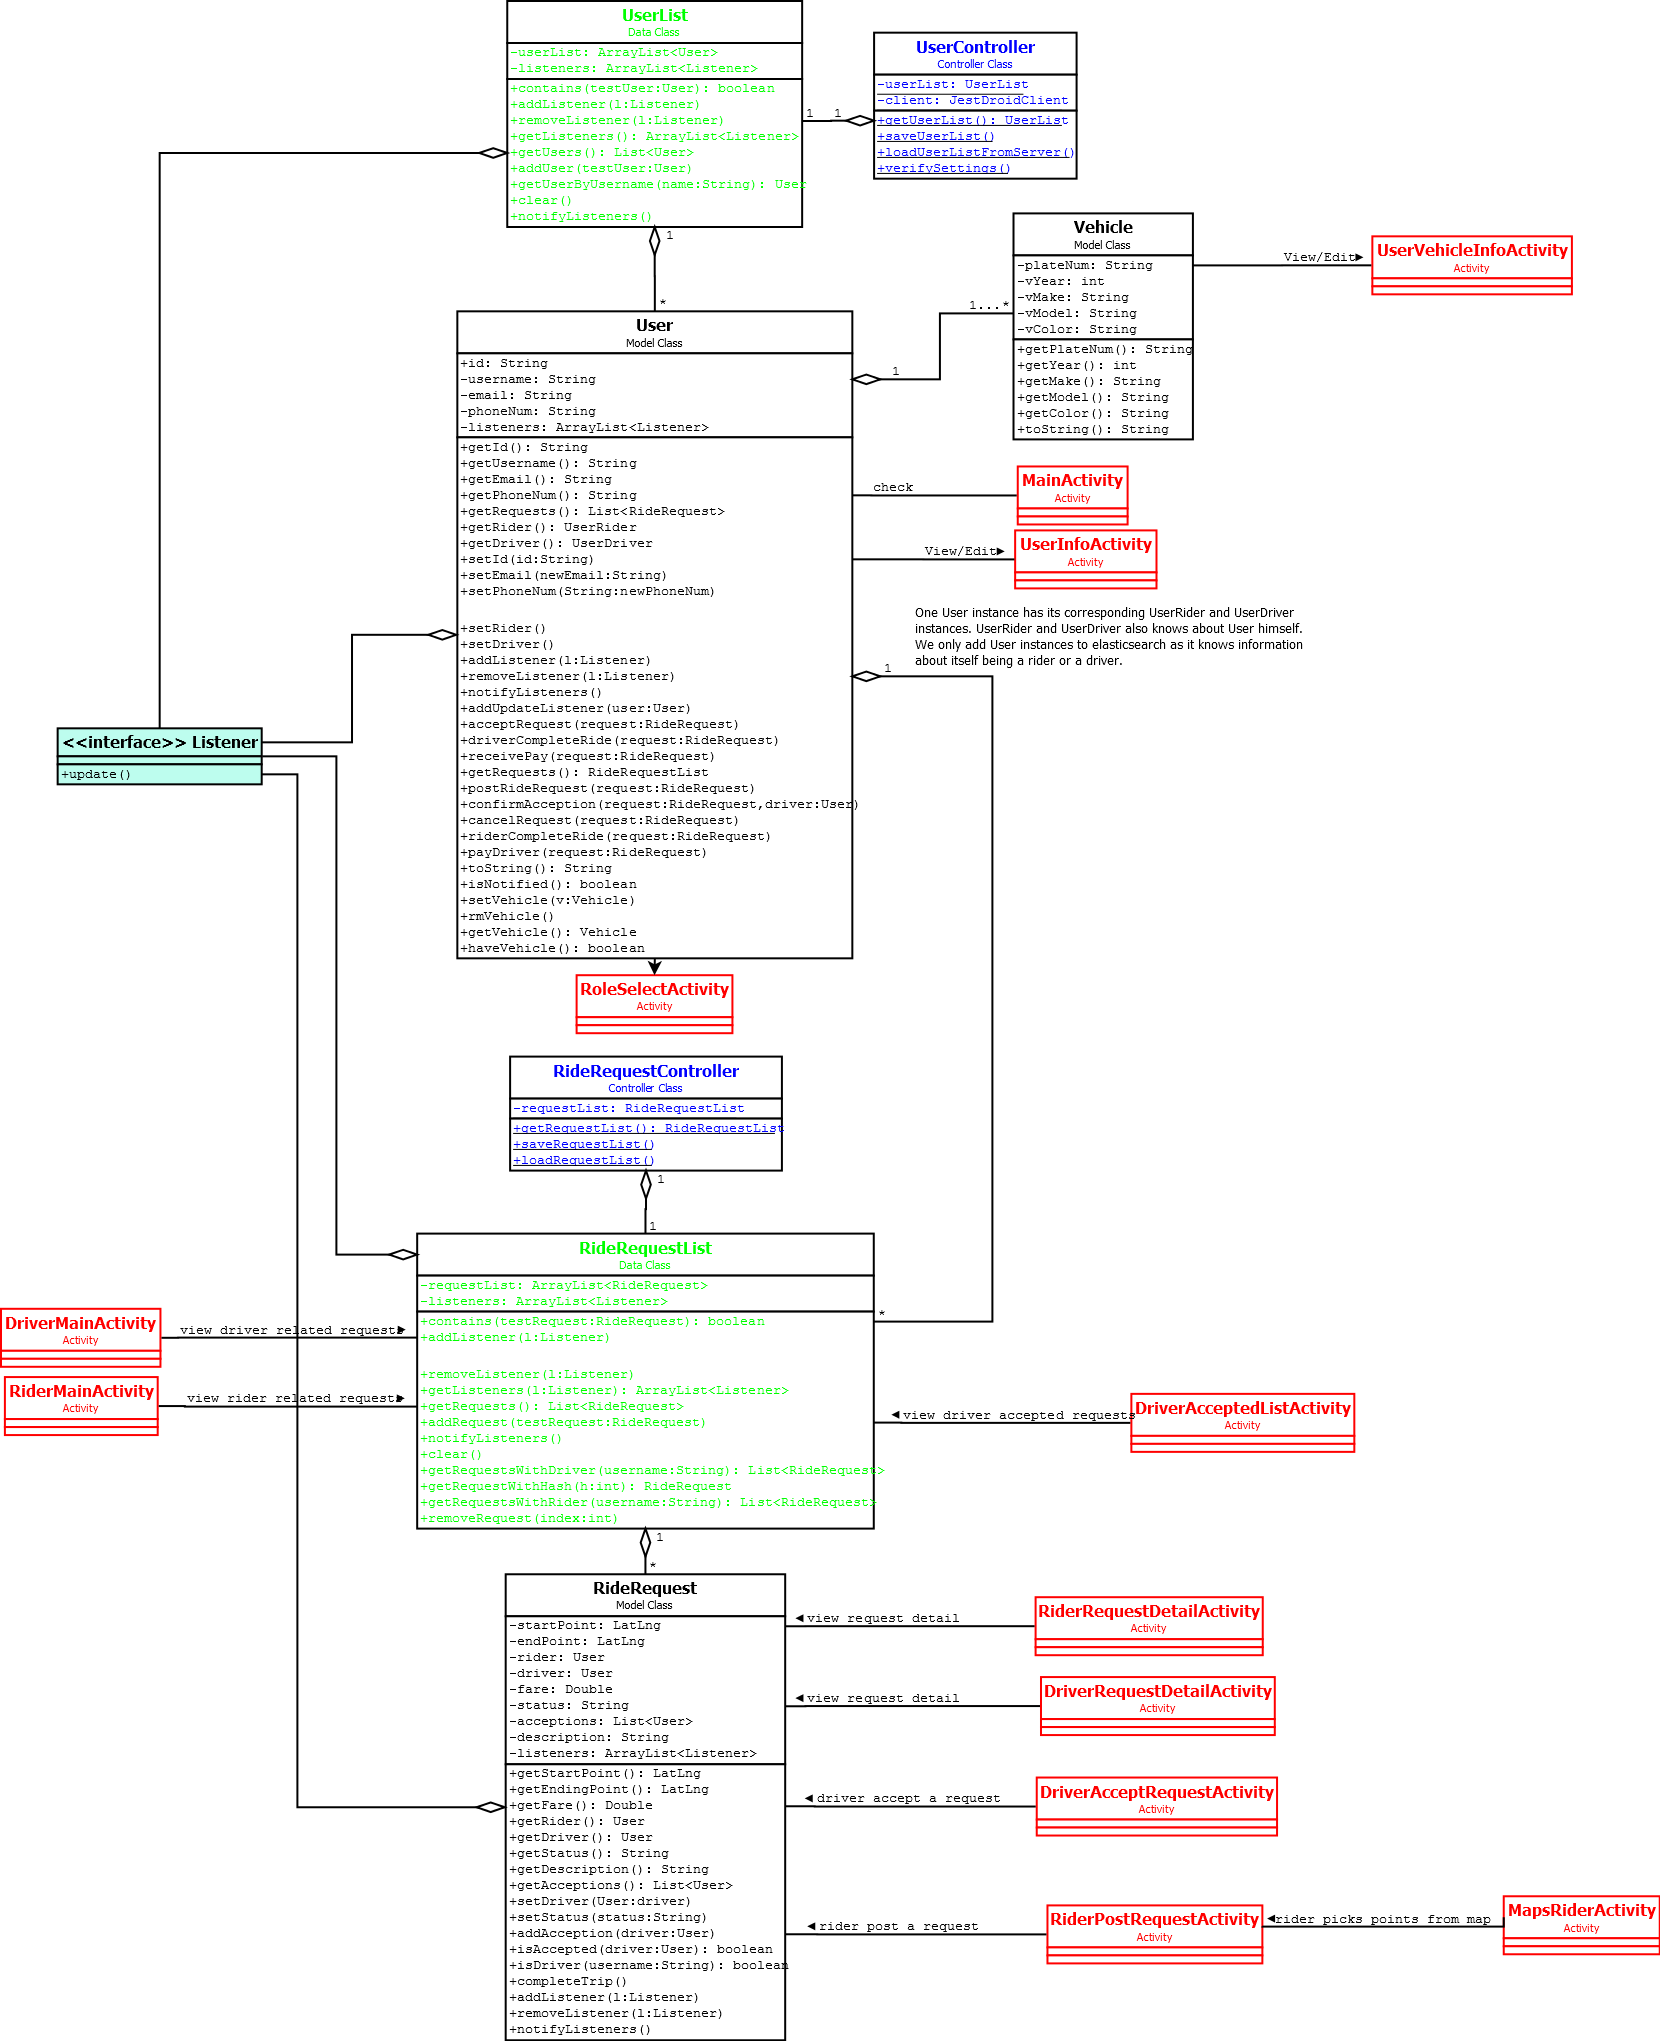 UserList
Data Class
-userList: ArrayList<User>
-listeners: ArrayList<Listener>
+contains(testUser:User): boolean
+addListener(l:Listener)
+removeListener(l:Listener)
+getListeners(): ArrayList<Listener>
+getUsers(): List<User>
+addUser(testUser:User)
+getUserByUsername(name:String): User
+clear()
+notifyListeners()
1
1
UserController
Controller Class
-userList: UserList
-client: JestDroidClient
+getUserList(): UserList
+saveUserList()
+loadUserListFromServer()
+verifySettings()
1
*
Vehicle
Model Class
-plateNum: String
-vYear: int
-vMake: String
-vModel: String
-vColor: String
+getPlateNum(): String
+getYear(): int
+getMake(): String
+getModel(): String
+getColor(): String
+toString(): String
View/Edit
UserVehicleInfoActivity
Activity
1...*
1
User
Model Class
+id: String
-username: String
-email: String
-phoneNum: String
-listeners: ArrayList<Listener>
+getId(): String
+getUsername(): String
+getEmail(): String
+getPhoneNum(): String
+getRequests(): List<RideRequest>
+getRider(): UserRider
+getDriver(): UserDriver
+setId(id:String)
+setEmail(newEmail:String)
+setPhoneNum(String:newPhoneNum)
+setRider()
+setDriver()
+addListener(l:Listener)
+removeListener(l:Listener)
+notifyListeners()
+addUpdateListener(user:User)
+acceptRequest(request:RideRequest)
+driverCompleteRide(request:RideRequest)
+receivePay(request:RideRequest)
+getRequests(): RideRequestList
+postRideRequest(request:RideRequest)
+confirmAcception(request:RideRequest,driver:User)
+cancelRequest(request:RideRequest)
+riderCompleteRide(request:RideRequest)
+payDriver(request:RideRequest)
+toString(): String
+isNotified(): boolean
+setVehicle(v:Vehicle)
+rmVehicle()
+getVehicle(): Vehicle
+haveVehicle(): boolean
check
MainActivity
Activity
View/Edit
UserInfoActivity
Activity
One User instance has its corresponding UserRider and UserDriver
instances. UserRider and UserDriver also knows about User himself.
We only add User instances to elasticsearch as it knows information
about itself being a rider or a driver.
1
<<interface>> Listener
+update()
RoleSelectActivity
Activity
RideRequestController
Controller Class
-requestList: RideRequestList
+getRequestList(): RideRequestList
+saveRequestList()
+loadRequestList()
1
1
RideRequestList
Data Class
-requestList: ArrayList<RideRequest>
-listeners: ArrayList<Listener>
+contains(testRequest:RideRequest): boolean
+addListener(l:Listener)
+removeListener(l:Listener)
+getListeners(l:Listener): ArrayList<Listener>
+getRequests(): List<RideRequest>
+addRequest(testRequest:RideRequest)
+notifyListeners()
+clear()
+getRequestsWithDriver(username:String): List<RideRequest>
+getRequestWithHash(h:int): RideRequest
+getRequestsWithRider(username:String): List<RideRequest>
+removeRequest(index:int)
*
DriverMainActivity
Activity
view driver related requests
RiderMainActivity
Activity
view rider related requests
view driver accepted requests
DriverAcceptedListActivity
Activity
1
*
RideRequest
Model Class
-startPoint: LatLng
-endPoint: LatLng
-rider: User
-driver: User
-fare: Double
-status: String
-acceptions: List<User>
-description: String
-listeners: ArrayList<Listener>
+getStartPoint(): LatLng
+getEndingPoint(): LatLng
+getFare(): Double
+getRider(): User
+getDriver(): User
+getStatus(): String
+getDescription(): String
+getAcceptions(): List<User>
+setDriver(User:driver)
+setStatus(status:String)
+addAcception(driver:User)
+isAccepted(driver:User): boolean
+isDriver(username:String): boolean
+completeTrip()
+addListener(l:Listener)
+removeListener(l:Listener)
+notifyListeners()
view request detail
RiderRequestDetailActivity
Activity
view request detail
DriverRequestDetailActivity
Activity
driver accept a request
DriverAcceptRequestActivity
Activity
rider post a request
RiderPostRequestActivity
Activity
rider picks points from map
MapsRiderActivity
Activity